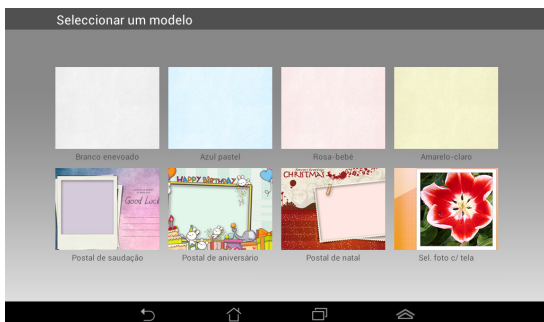 Seleccionar um modelo
Branco enevoado
Azul pastel
Rosa-bebé
Amarelo-claro
Good Luck
HAPPY BIRTHDAY
CHRISTMAS
Postal de saudação
Postal de aniversário
Postal de natal
Sel. foto c/ tela